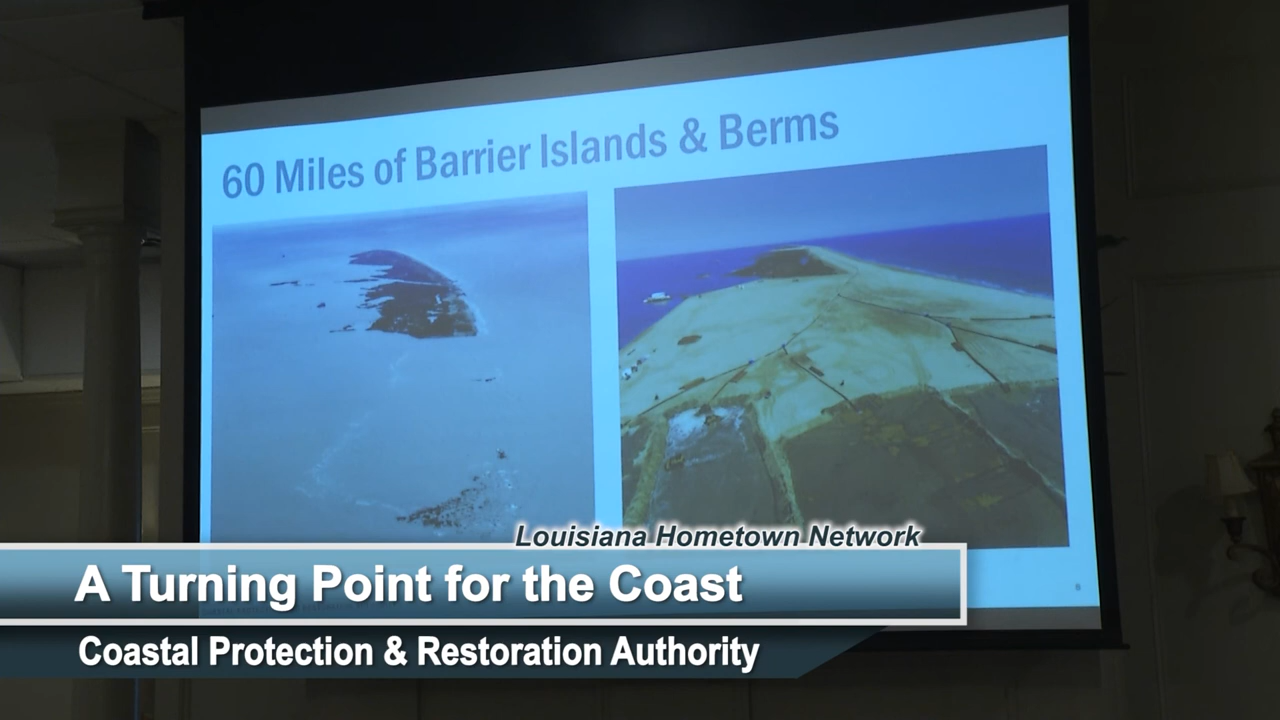 60 Miles of Barrier Islands & Berms
Louisiana Hometown Network
A Turning Point for the Coast
Coastal Protection & Restoration Authority